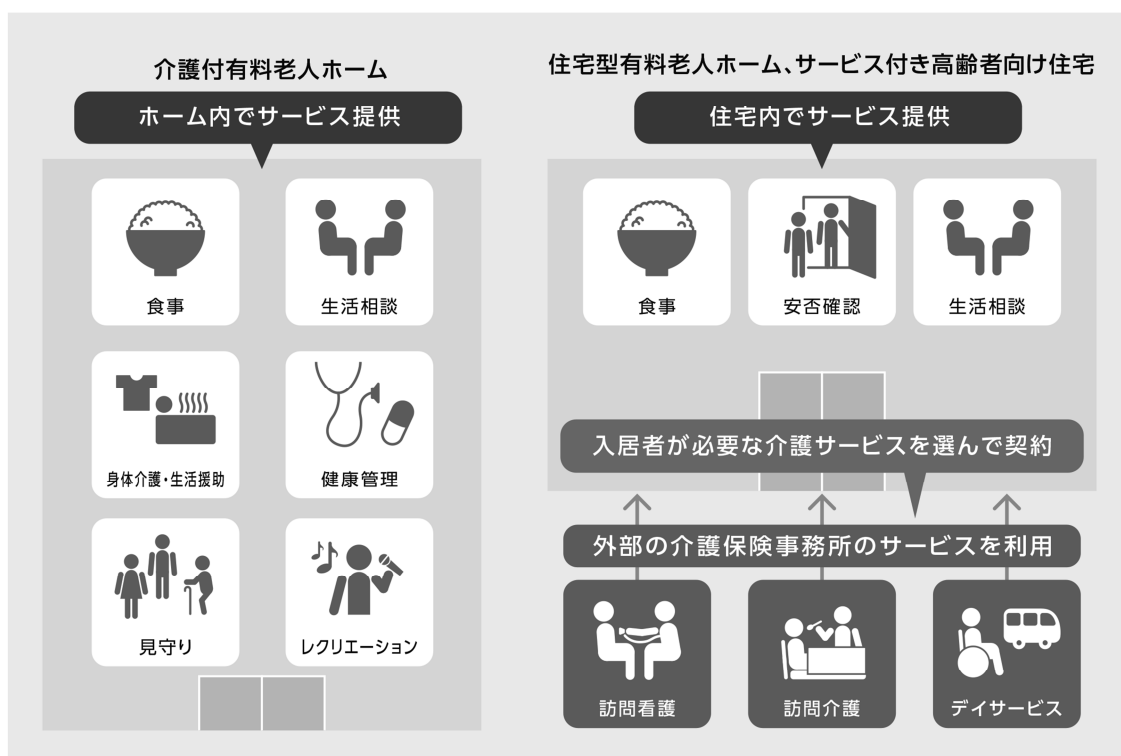 介護付有料老人ホーム
ホーム内でサービス提供
食事
生活相談
身体介護・生活援助
健康管理
見守り
レクリエーション
住宅型有料老人ホーム、サービス付き高齢者向け住宅
住宅内でサービス提供
食事
安否確認
生活相談
入居者が必要な介護サービスを選んで契約
外部の介護保険事務所のサービスを利用
訪問看護
訪問介護
デイサービス